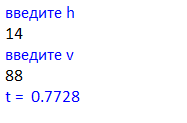 введите h
14
введите v
88
t =  0.7728